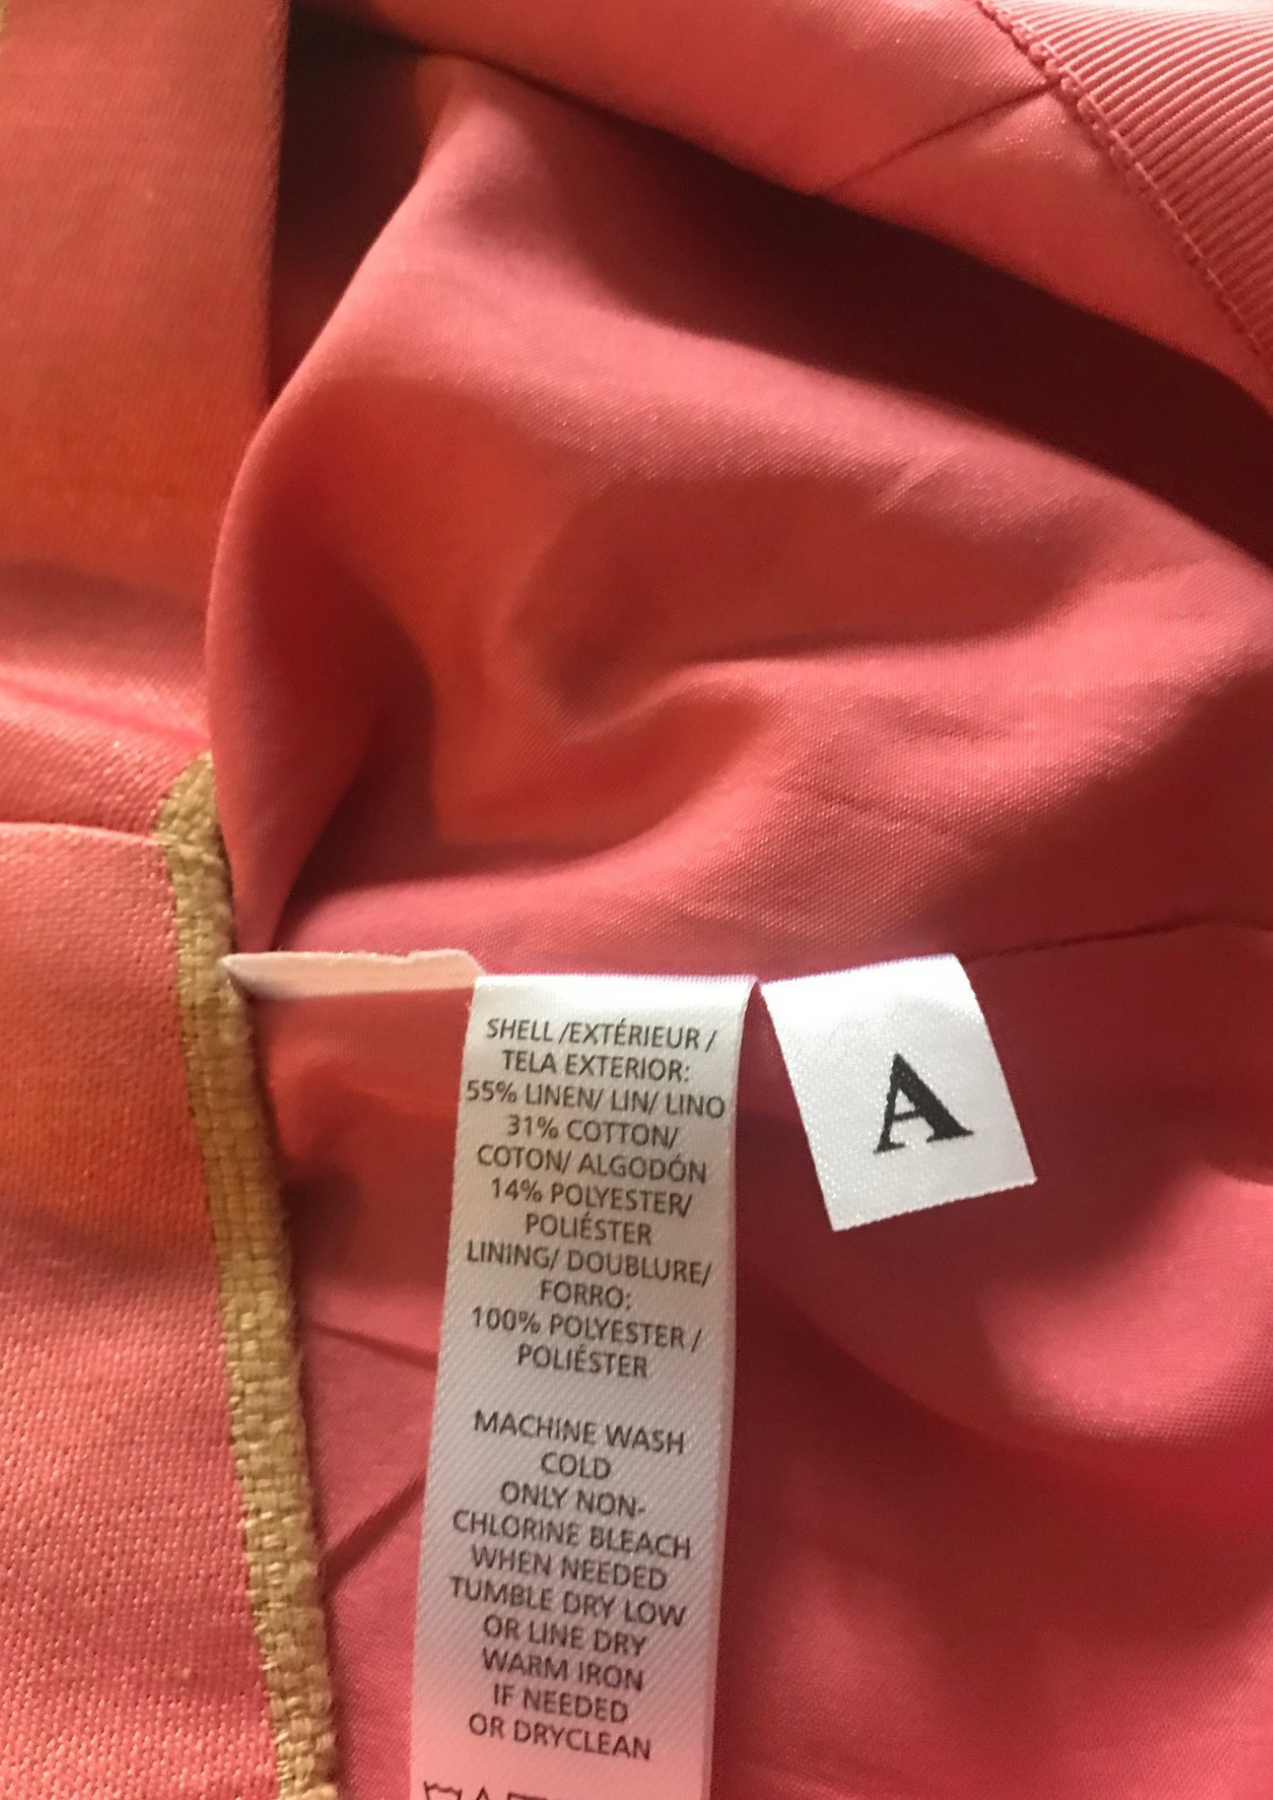 SHELL /EXTÉRIEUR /
TELA EXTERIOR:
55% LINEN/ LIN/ LINO
31% COTTON/
COTON/ ALGODÓN
14% POLYESTER/
POLIÉSTER
LINING/ DOUBLURE/
FORRO:
100% POLYESTER /
POLIÉSTER
MACHINE WASH
COLD
ONLY NON-
CHLORINE BLEACH
WHEN NEEDED
TUMBLE DRY LOW
OR LINE DRY
WARM IRON
IF NEEDED
OR DRYCLEAN
A